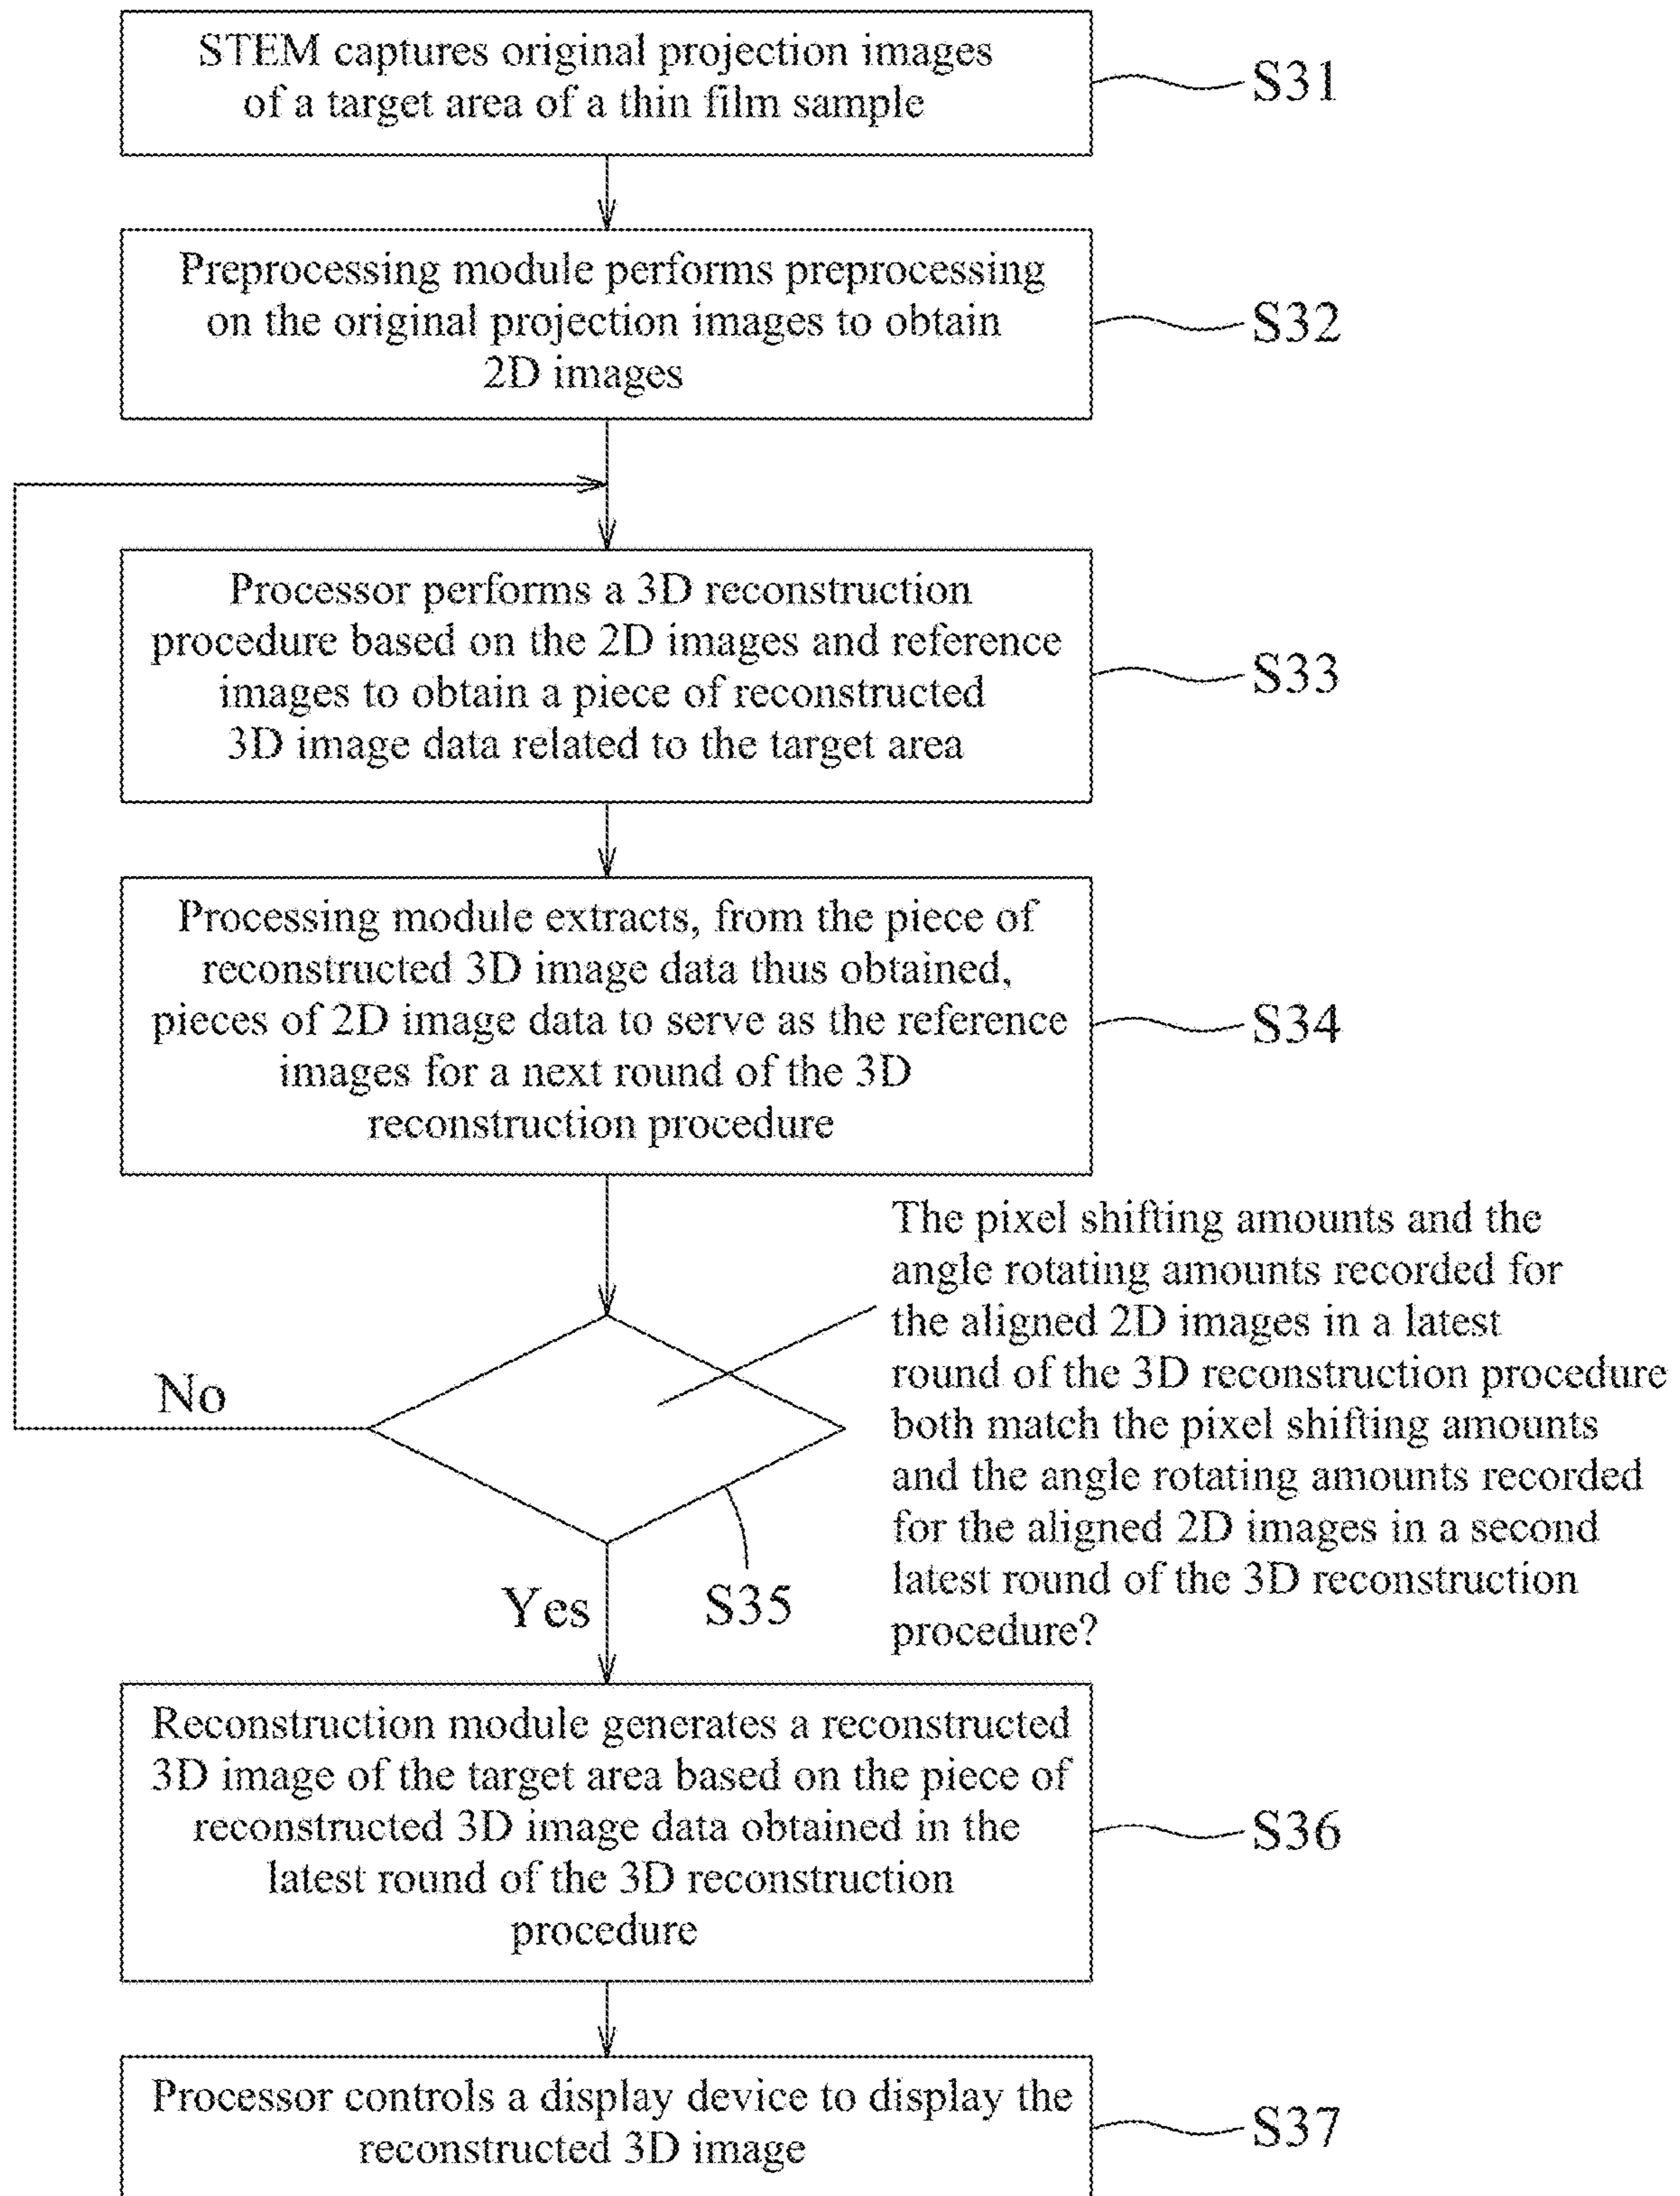 STEM captures original projection images
of a target area of a thin film sample
S31
Preprocessing module performs preprocessing
on the original projection images to obtain
2D images
S32
Processor performs a 3D reconstruction
procedure based on the 2D images and reference
images to obtain a piece of reconstructed
3D image data related to the target area
S33
Processing module extracts, from the piece of
reconstructed 3D image data thus obtained,
pieces of 2D image data to serve as the reference
images for a next round of the 3D
reconstruction procedure
S34
The pixel shifting amounts and the
angle rotating amounts recorded for
the aligned 2D images in a latest
round of the 3D reconstruction procedure
both match the pixel shifting amounts
and the angle rotating amounts recorded
for the aligned 2D images in a second
latest round of the 3D reconstruction
procedure?
No
Yes
S35
Reconstruction module generates a reconstructed
3D image of the target area based on the piece of
reconstructed 3D image data obtained in the
latest round of the 3D reconstruction
procedure
S36
Processor controls a display device to display the
reconstructed 3D image
S37